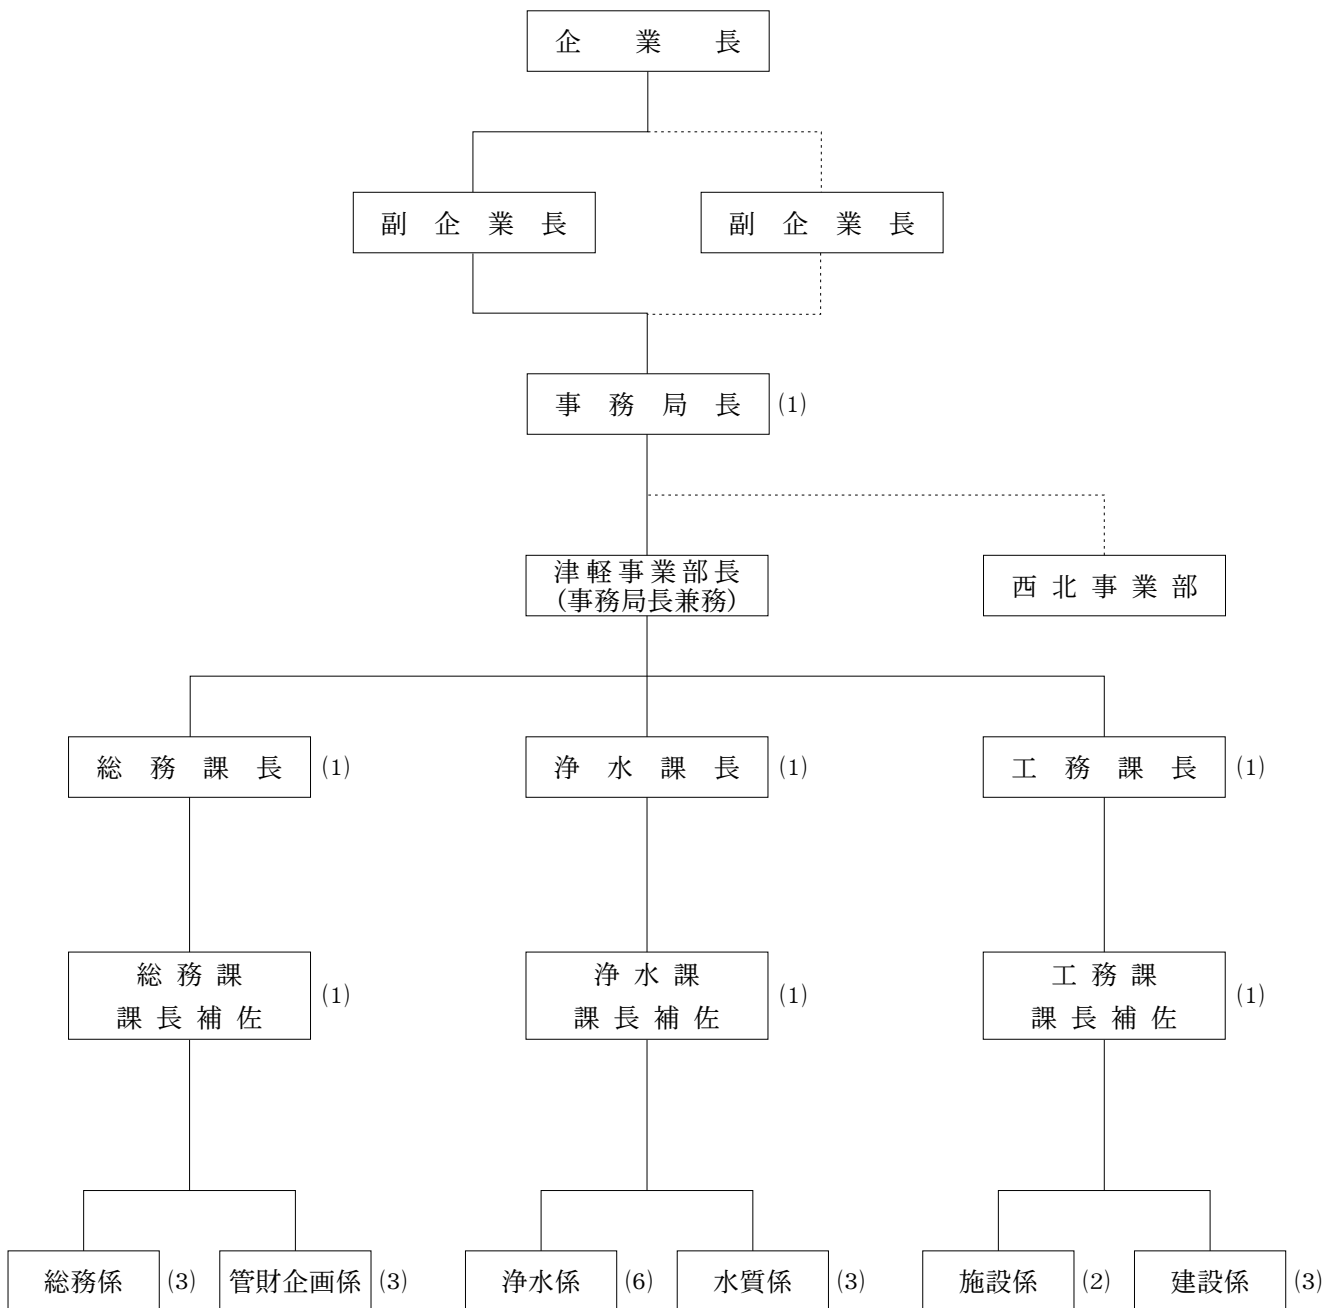 企業長
副企業長
副企業長
事務局長 (1)
津軽事業部長
(事務局長兼務)
西北事業部
総務課長 (1)
浄水課長 (1)
工務課長 (1)
総務課
課長補佐 (1)
浄水課
課長補佐 (1)
工務課
課長補佐 (1)
総務係 (3)
管財企画係 (3)
浄水係 (6)
水質係 (3)
施設係 (2)
建設係 (3)